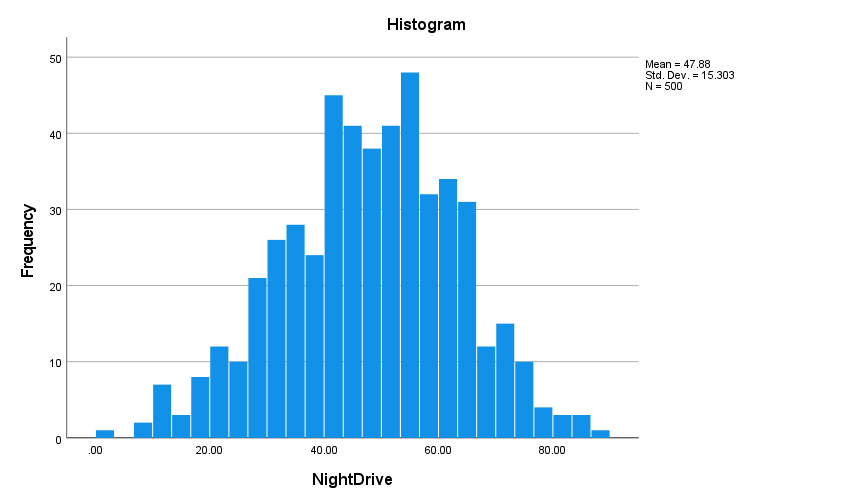 Histogram
50
40
30
20
10
0
Frequency
.00 20.00 40.00 60.00 80.00
NightDrive
Mean = 47.88
Std. Dev. = 15.303
N = 500